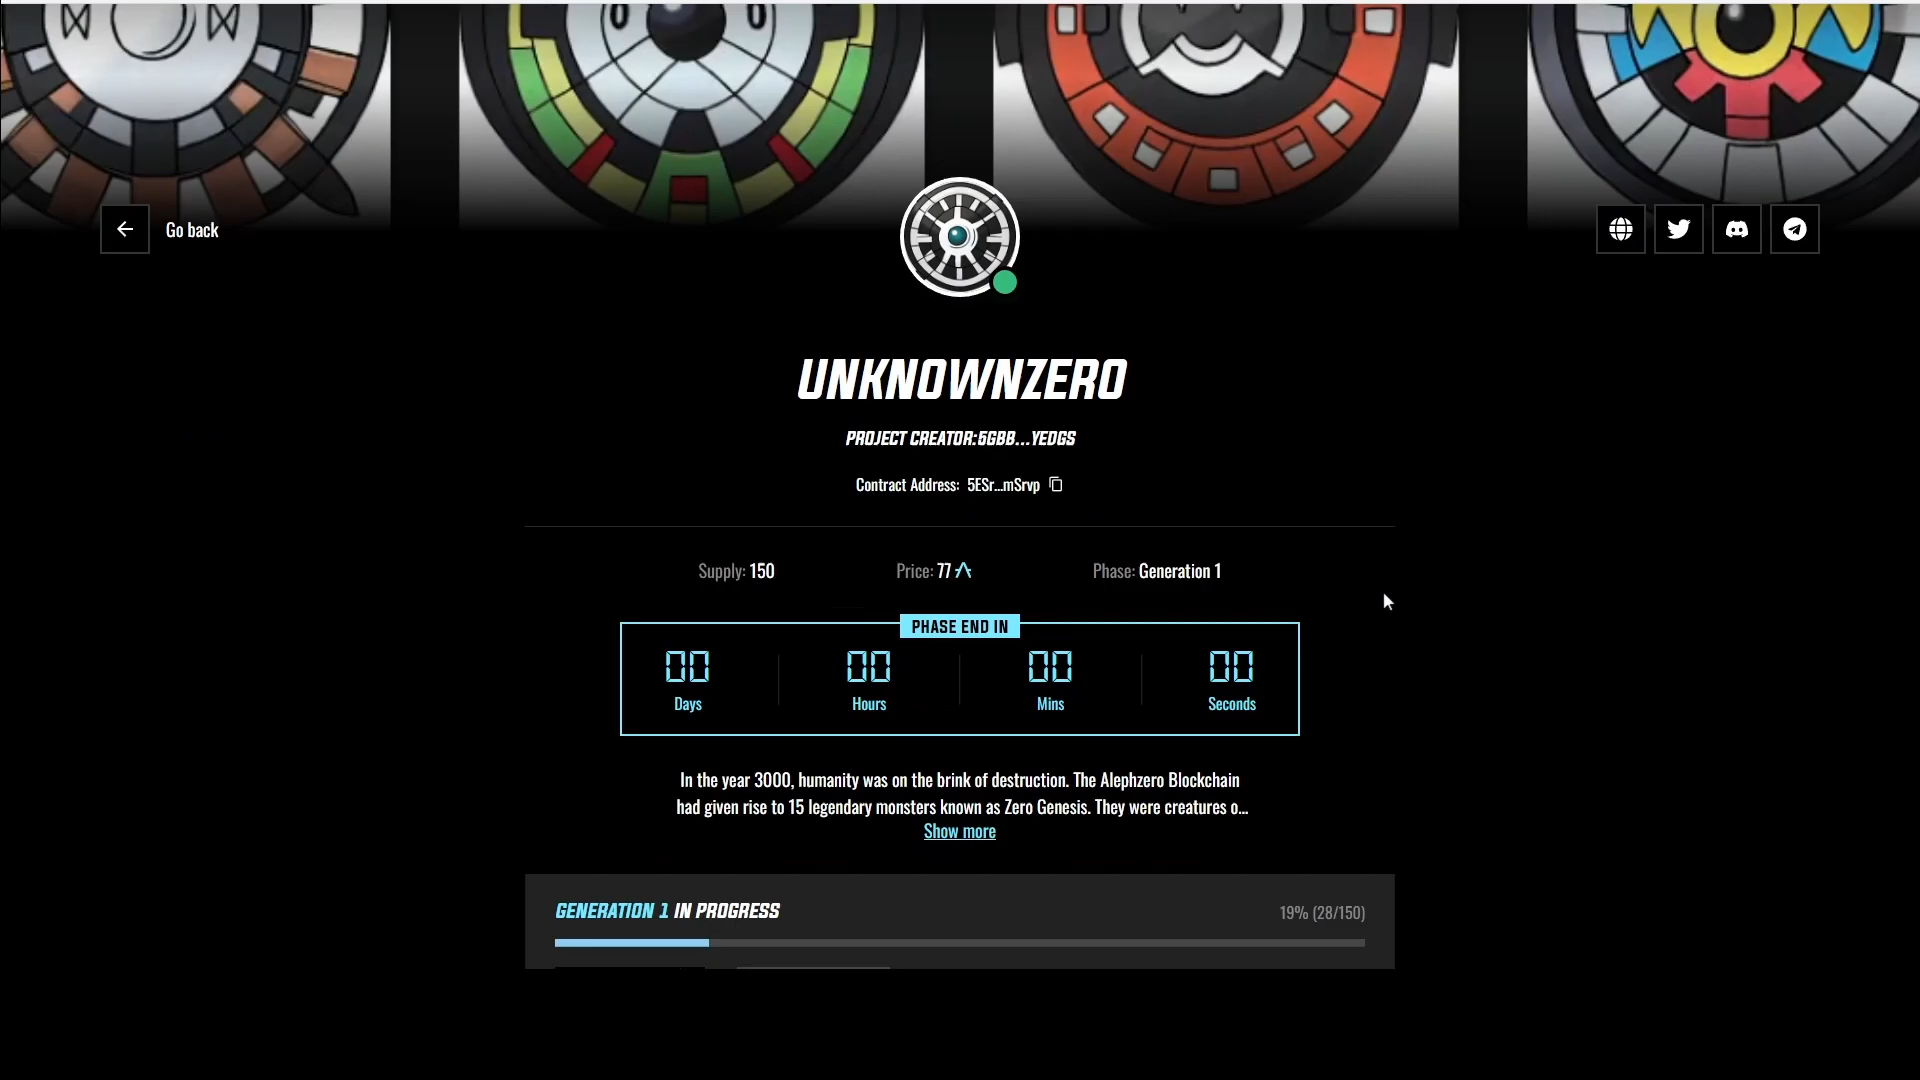 Go back
UNKNOWNZERO
PROJECT CREATOR:5GBB...YEDGS
Contract Address: 5ESr...mSrvp
Supply: 150 Price: 77 Phase: Generation 1
PHASE END IN
00 00 00 00
Days Hours Mins Seconds
In the year 3000, humanity was on the brink of destruction. The Alephzero Blockchain
had given rise to 15 legendary monsters known as Zero Genesis. They were creatures o...
Show more
GENERATION 1 IN PROGRESS 19% (28/150)